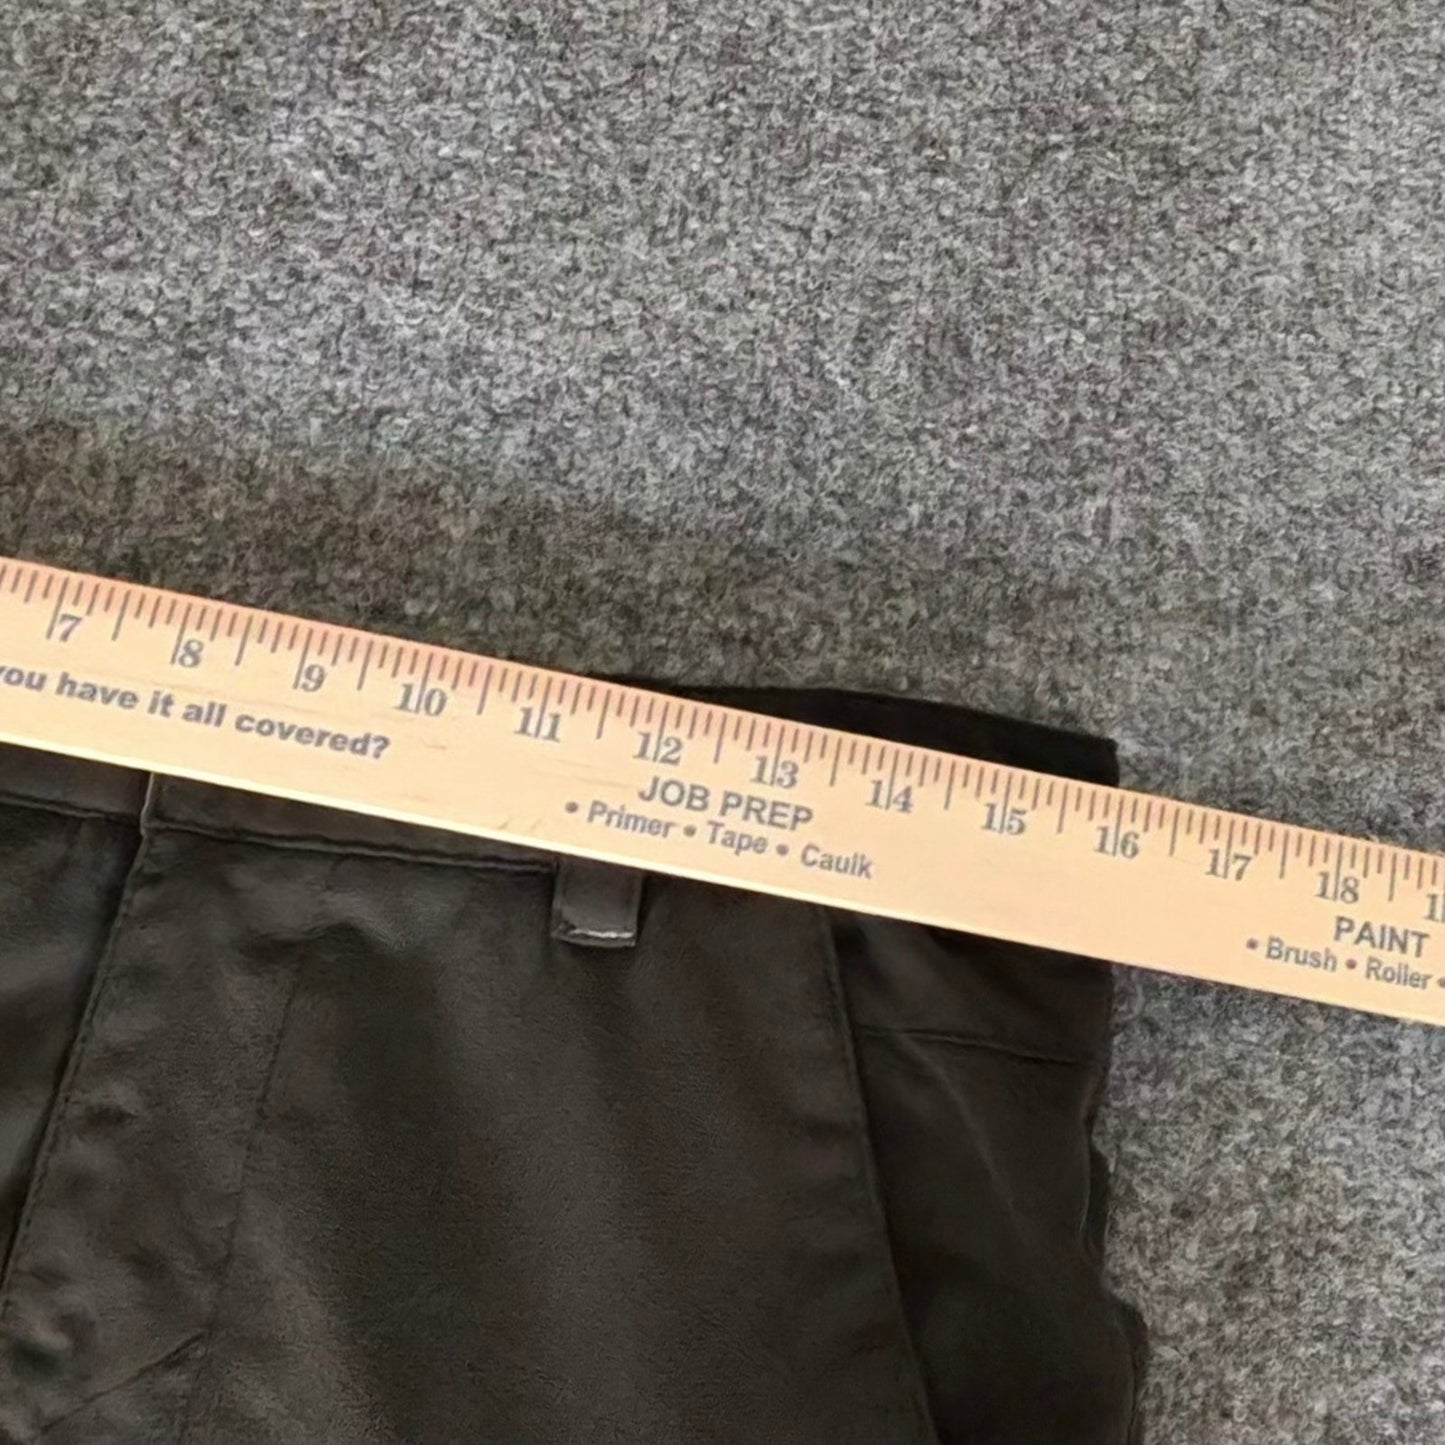 7 8 9 10 11 12 13 14 15 16 17 18
you have it all covered?
JOB PREP
• Primer • Tape • Caulk
PAINT
• Brush • Roller •